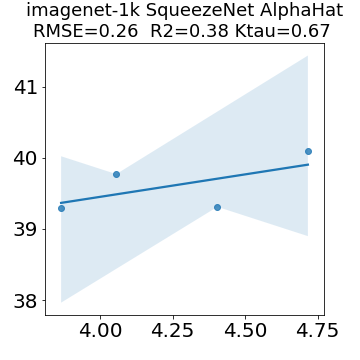 imagenet-1k SqueezeNet AlphaHat
RMSE=0.26 R2=0.38 Ktau=0.67
41
40
39
38
4.00 4.25 4.50 4.75